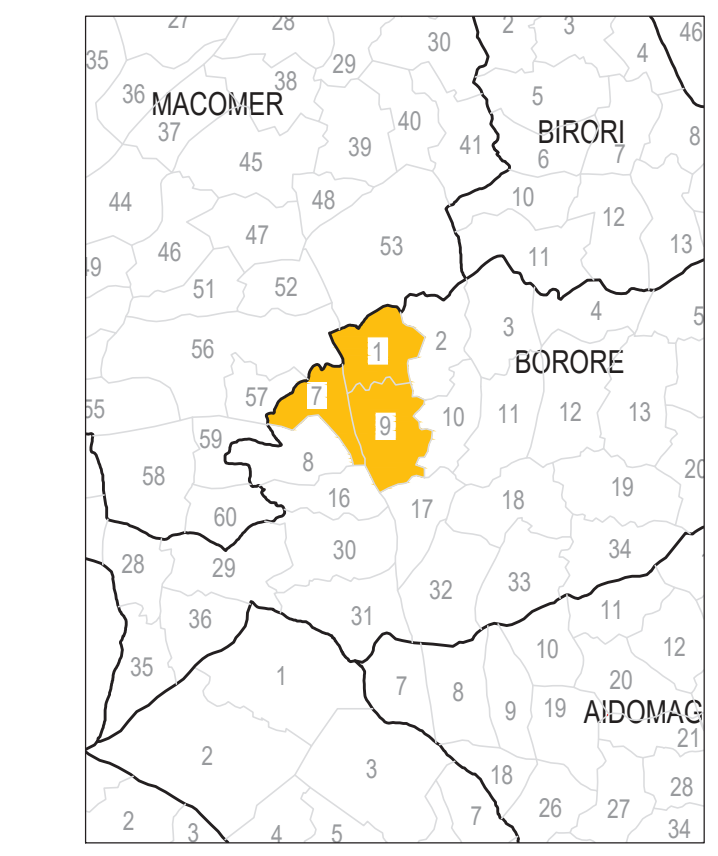 27 28 2 3 46
35 29 30 4
36 38 5
MACOMER
37 40 BIRORI 8
45 39 41 6 7
44 48 10 12
46 47 53 11 13
49 51 52
56 1 2 3 4 5
BORORE
55 57 7 9 10 11 12 13
59 8 20
58 16 17 18 19
60
28 29 30 34
36 31 32 33 11
35 1 7 8 10 12
20
9 19 AIDOMAG
21
2 3 18 28
2 3 4 5 7 26 27 34